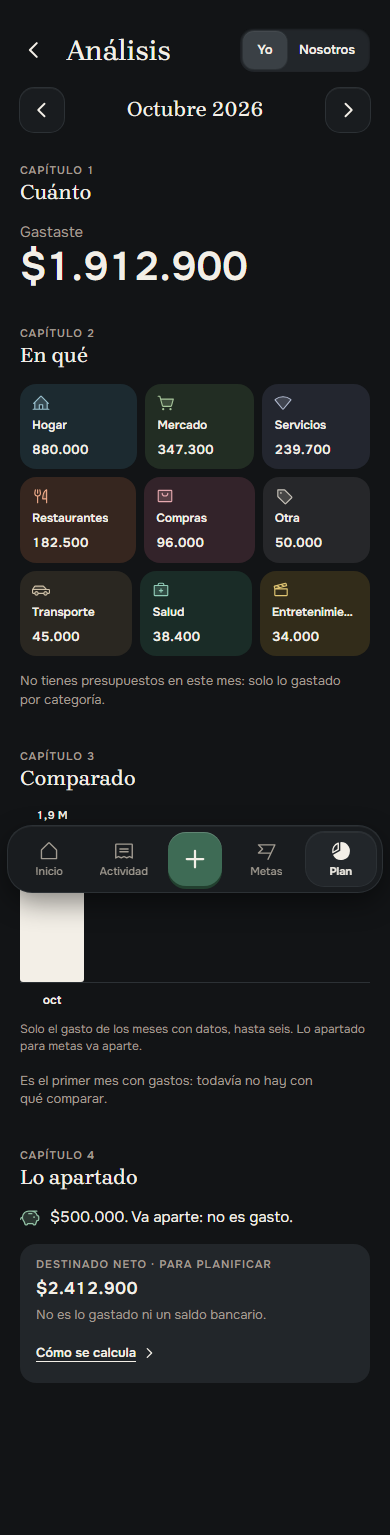 Análisis
Yo
Nosotros
Octubre 2026
CAPÍTULO 1
Cuánto
Gastaste
$1.912.900
CAPÍTULO 2
En qué
Hogar
880.000
Mercado
347.300
Servicios
239.700
Restaurantes
182.500
Compras
96.000
Otra
50.000
Transporte
45.000
Salud
38.400
Entretenimie...
34.000
No tienes presupuestos en este mes: solo lo gastado
por categoría.
CAPÍTULO 3
Comparado
1,9 M
Inicio
Actividad
Metas
Plan
oct
Solo el gasto de los meses con datos, hasta seis. Lo apartado
para metas va aparte.
Es el primer mes con gastos: todavía no hay con
qué comparar.
CAPÍTULO 4
Lo apartado
$500.000. Va aparte: no es gasto.
DESTINADO NETO · PARA PLANIFICAR
$2.412.900
No es lo gastado ni un saldo bancario.
Cómo se calcula